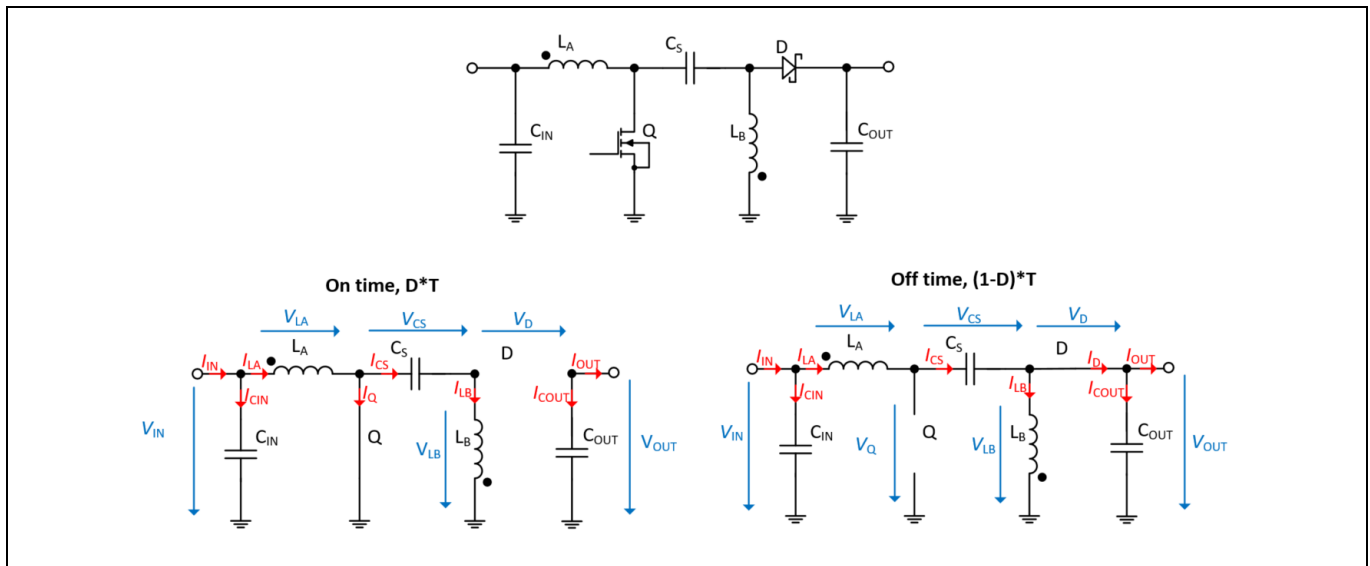 LA
CS
D
CIN
Q
LB
COUT
On time, D*T
Off time, (1-D)*T
VLA
VCS
VD
LA
CS
D
IIN
ILA
ICS
IOUT
ICIN
IQ
ILB
ICOUT
VIN
CIN
Q
VLB
LB
COUT
VOUT
VLA
VCS
VD
LA
CS
D
IIN
ILA
ICS
ID
IOUT
ICIN
ILB
ICOUT
VIN
CIN
VQ
Q
VLB
LB
COUT
VOUT